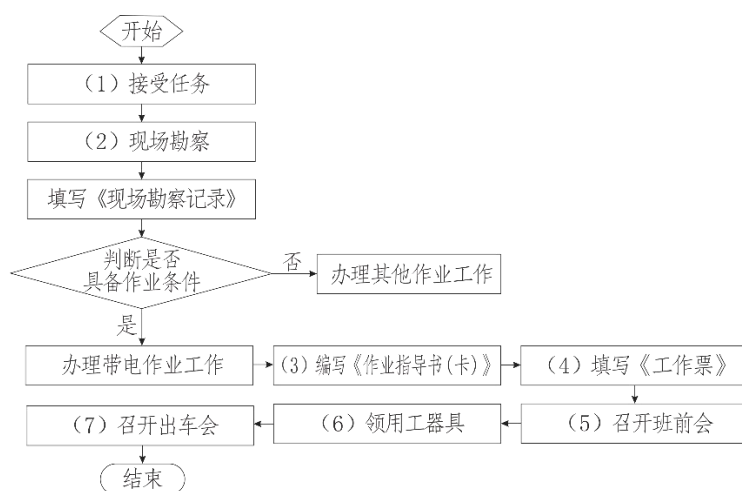 开始
（1）接受任务
（2）现场勘察
填写《现场勘察记录》
判断是否
具备作业条件
否
办理其他作业工作
是
办理带电作业工作
（3）编写《作业指导书(卡)》
（4）填写《工作票》
（5）召开班前会
（6）领用工器具
（7）召开出车会
结束